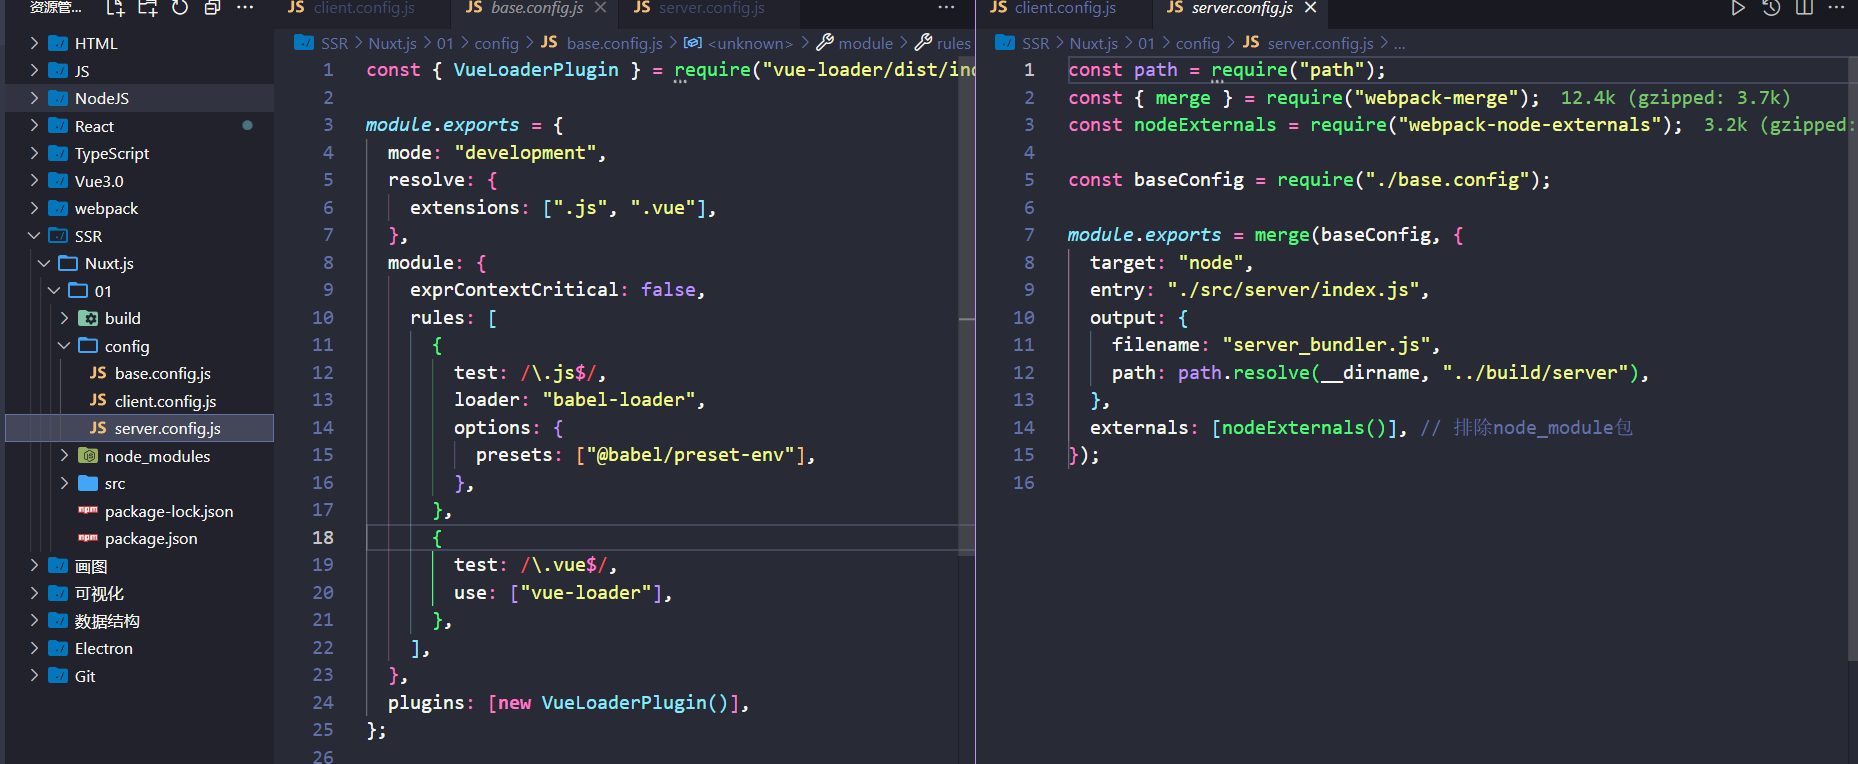 资源管...
HTML
JS
NodeJS
React
TypeScript
Vue3.0
webpack
SSR
Nuxt.js
01
build
config
JS base.config.js
JS client.config.js
JS server.config.js
node_modules
src
npm package-lock.json
npm package.json
画图
可视化
数据结构
Electron
Git
JS client.config.js JS base.config.js JS server.config.js ...
SSR > Nuxt.js > 01 > config > JS base.config.js > <unknown> > module > rules
1 const { VueLoaderPlugin } = require("vue-loader/dist/in
2
3 module.exports = {
4 mode: "development",
5 resolve: {
6 extensions: [".js", ".vue"],
7 },
8 module: {
9 exprContextCritical: false,
10 rules: [
11 {
12 test: /\.js$/,
13 loader: "babel-loader",
14 options: {
15 presets: ["@babel/preset-env"],
16 },
17 },
18 {
19 test: /\.vue$/,
20 use: ["vue-loader"],
21 },
22 ],
23 },
24 plugins: [new VueLoaderPlugin()],
25 };
26
JS client.config.js JS server.config.js ...
SSR > Nuxt.js > 01 > config > JS server.config.js > ...
1 const path = require("path");
2 const { merge } = require("webpack-merge"); 12.4k (gzipped: 3.7k)
3 const nodeExternals = require("webpack-node-externals"); 3.2k (gzipped:
4
5 const baseConfig = require("./base.config");
6
7 module.exports = merge(baseConfig, {
8 target: "node",
9 entry: "./src/server/index.js",
10 output: {
11 filename: "server_bundler.js",
12 path: path.resolve(__dirname, "../build/server"),
13 },
14 externals: [nodeExternals()], // 排除node_module包
15 });
16